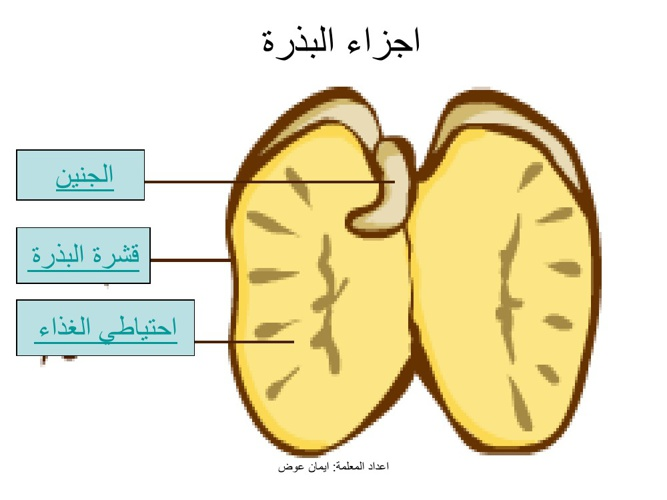 اجزاء البذرة
الجنين
قشرة البذرة
احتياطي الغذاء
اعداد المعلمة: ايمان عوض